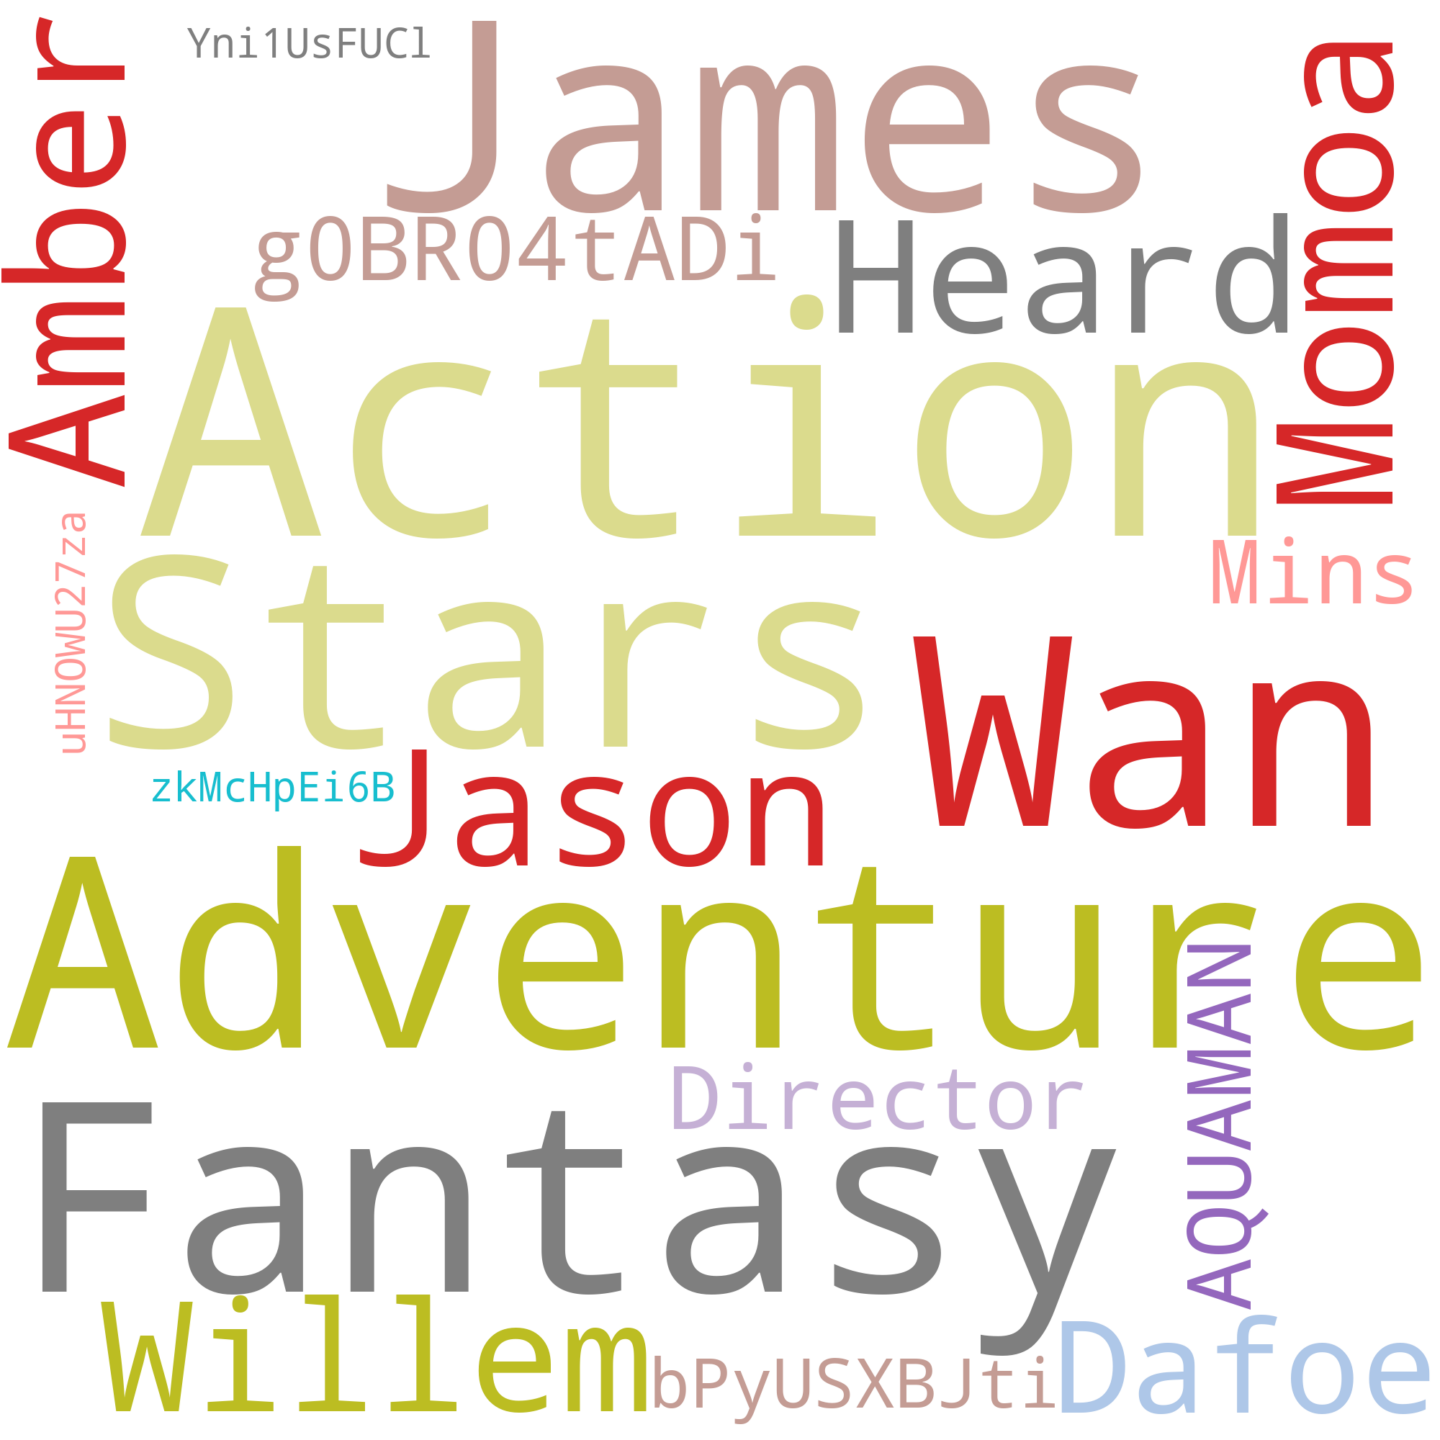 Yni1UsFUCl
James
Amber
Momoa
g0BR04tADi
Heard
Action
uHNOWU27za
Mins
Stars
Wan
zkMcHpEi6B
Jason
Adventure
AQUAMAN
Director
Fantasy
Willem
bPyUSXBJti
Dafoe